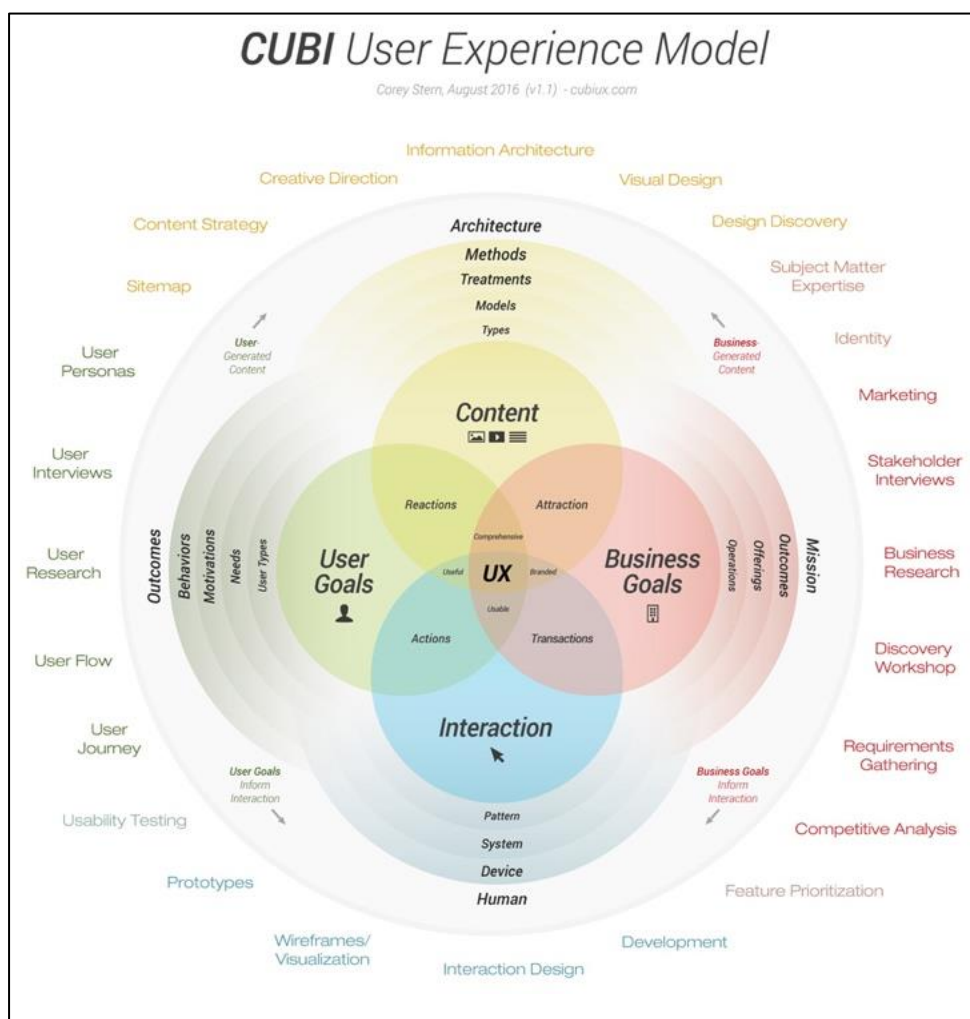 CUBI User Experience Model
Corey Stern, August 2016 (v1.1) - cubiux.com
Information Architecture
Creative Direction
Visual Design
Content Strategy
Design Discovery
Sitemap
Subject Matter
Expertise
User
Personas
Identity
User
Interviews
Marketing
User
Research
Stakeholder
Interviews
User Flow
Business
Research
User
Journey
Discovery
Workshop
Usability Testing
Requirements
Gathering
Prototypes
Competitive Analysis
Wireframes/
Visualization
Feature Prioritization
Interaction Design
Development
Architecture
Methods
Treatments
Models
Types
User-
Generated
Content
Business-
Generated
Content
Content
Reactions
Attraction
Comprehensive
Outcomes
Behaviors
Motivations
Needs
User Types
User
Goals
Useful
UX
Branded
Business
Goals
Operations
Offerings
Outcomes
Mission
Usable
Actions
Transactions
Interaction
User Goals
Inform
Interaction
Business Goals
Inform
Interaction
Pattern
System
Device
Human